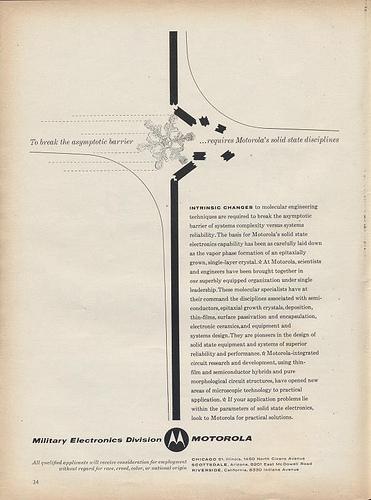 To break the asymptotic barrier
...requires Motorola's solid state disciplines
INTRINSIC CHANGES to molecular engineering
techniques are required to break the asymptotic
barrier of systems complexity versus systems
reliability. The basis for Motorola's solid state
electronics capability has been as carefully laid down
as the vapor phase formation of an epitaxially
grown, single-layer crystal. At Motorola, scientists
and engineers have been brought together in
one superbly equipped organization under single
leadership. These molecular specialists have at
their command the disciplines associated with semi-
conductors, epitaxial growth crystals, deposition,
thin-films, surface passivation and encapsulation,
electronic ceramics, and equipment and
systems design. They are pioneers in the design of
solid state equipment and systems of superior
reliability and performance. Motorola-integrated
circuit research and development, using thin-
film and semiconductor hybrids and pure
morphological circuit structures, have opened new
areas of microscopic technology to practical
application. If your application problems lie
within the parameters of solid state electronics,
look to Motorola for practical solutions.
Military Electronics Division MOTOROLA
All qualified applicants will receive consideration for employment
without regard for race, creed, color, or national origin
CHICAGO 51, Illinois, 1450 North Cicero Avenue
SCOTTSDALE, Arizona, 8201 East McDowell Road
RIVERSIDE, California, 8330 Indiana Avenue
34